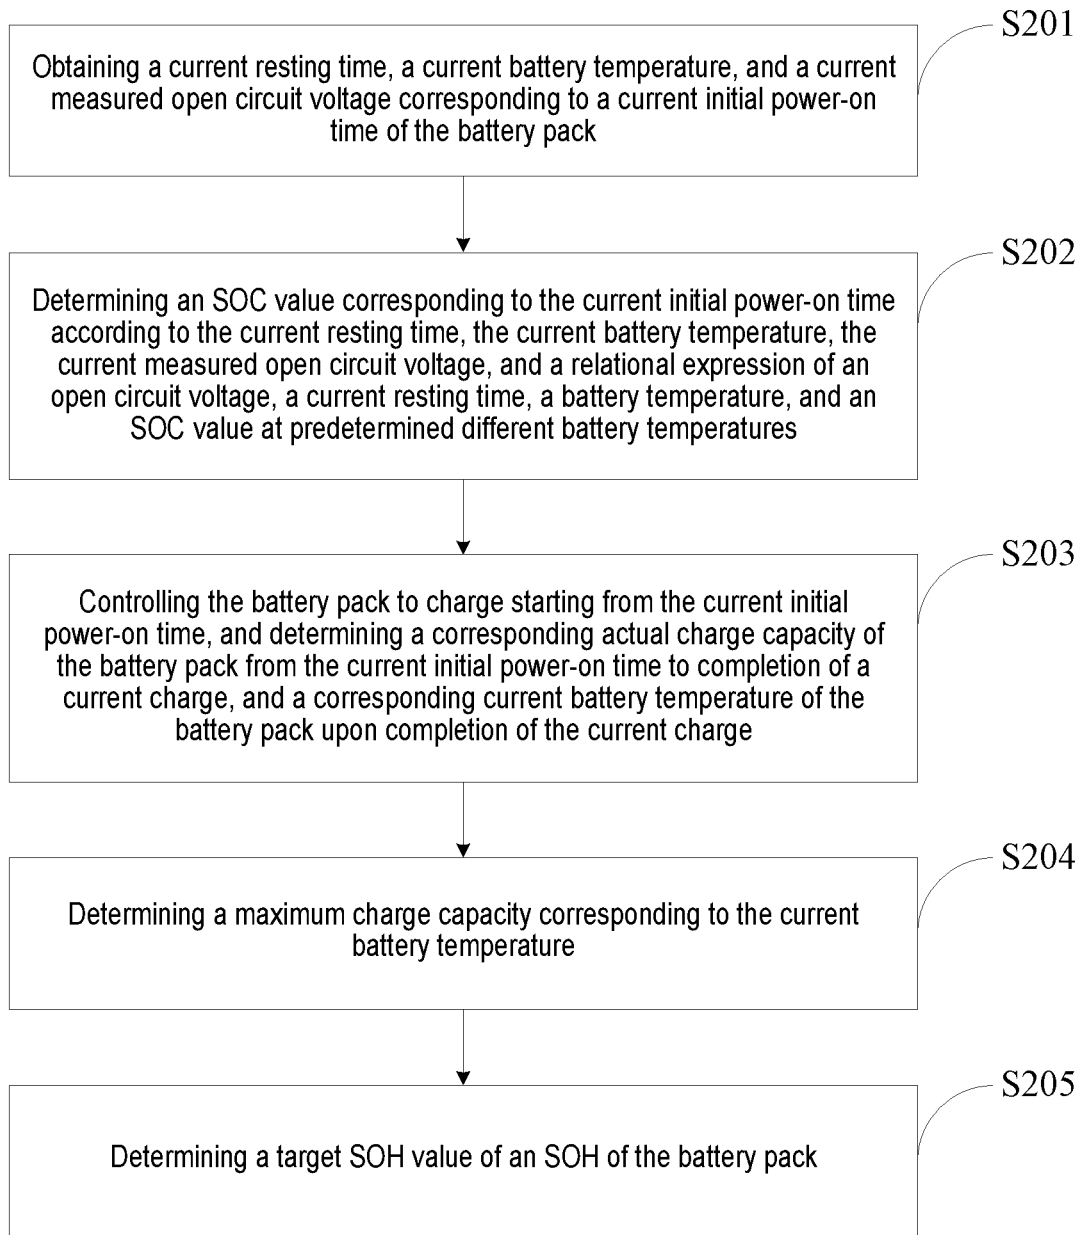 S201
Obtaining a current resting time, a current battery temperature, and a current
measured open circuit voltage corresponding to a current initial power-on
time of the battery pack
S202
Determining an SOC value corresponding to the current initial power-on time
according to the current resting time, the current battery temperature, the
current measured open circuit voltage, and a relational expression of an
open circuit voltage, a current resting time, a battery temperature, and an
SOC value at predetermined different battery temperatures
S203
Controlling the battery pack to charge starting from the current initial
power-on time, and determining a corresponding actual charge capacity of
the battery pack from the current initial power-on time to completion of a
current charge, and a corresponding current battery temperature of the
battery pack upon completion of the current charge
S204
Determining a maximum charge capacity corresponding to the current
battery temperature
S205
Determining a target SOH value of an SOH of the battery pack